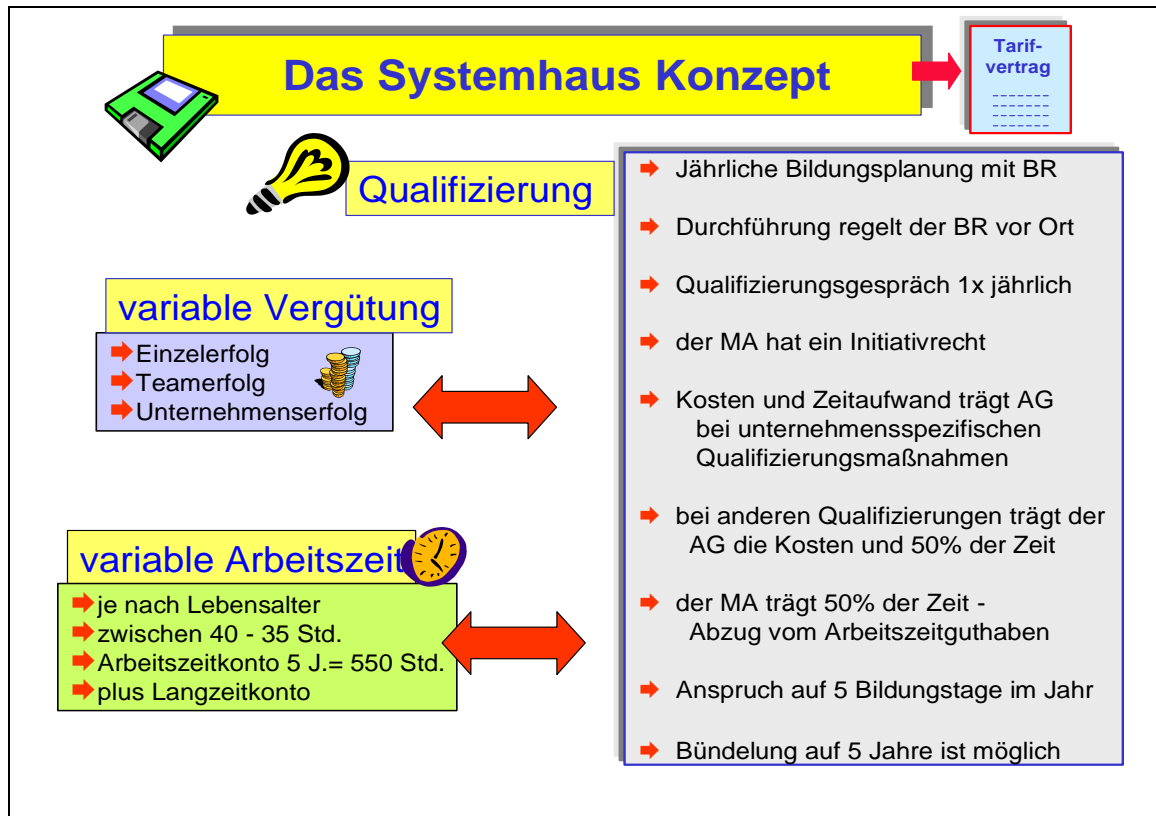 Das Systemhaus Konzept
Tarif-
vertrag
-------
-------
-------
-------
Qualifizierung
variable Vergütung
Einzelerfolg
Teamerfolg
Unternehmenserfolg
variable Arbeitszeit
je nach Lebensalter
zwischen 40 - 35 Std.
Arbeitszeitkonto 5 J.= 550 Std.
plus Langzeitkonto
Jährliche Bildungsplanung mit BR
Durchführung regelt der BR vor Ort
Qualifizierungsgespräch 1x jährlich
der MA hat ein Initiativrecht
Kosten und Zeitaufwand trägt AG
bei unternehmensspezifischen
Qualifizierungsmaßnahmen
bei anderen Qualifizierungen trägt der
AG die Kosten und 50% der Zeit
der MA trägt 50% der Zeit -
Abzug vom Arbeitszeitguthaben
Anspruch auf 5 Bildungstage im Jahr
Bündelung auf 5 Jahre ist möglich